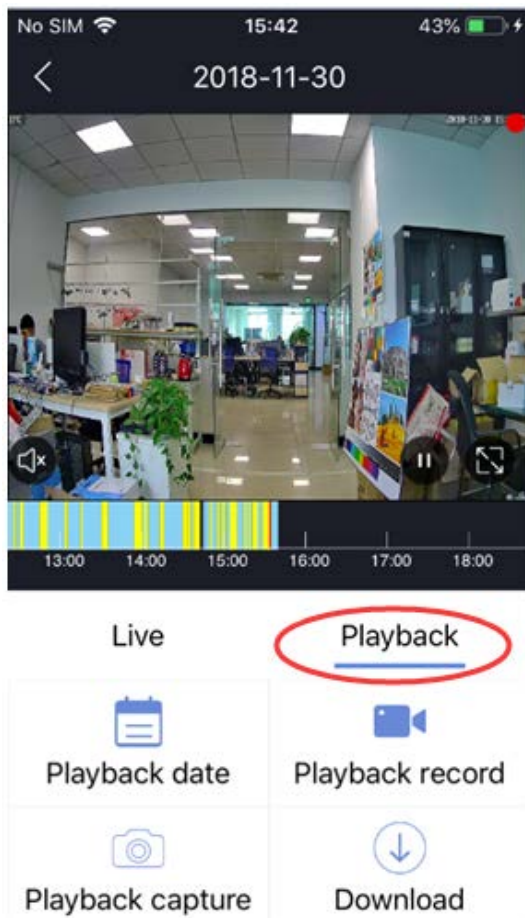 No SIM 15:42 43%
2018-11-30
13:00 14:00 15:00 16:00 17:00 18:00
Live Playback
Playback date Playback record
Playback capture Download